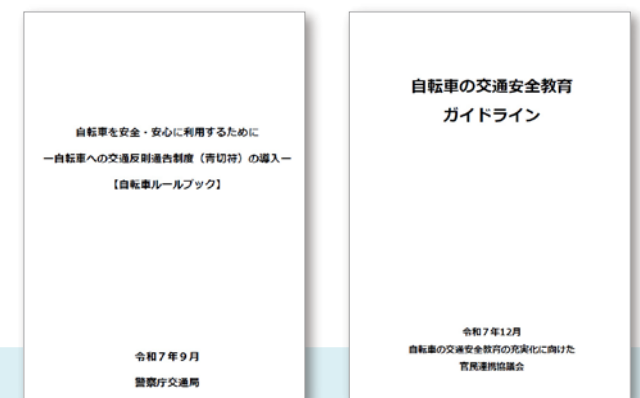 自転車を安全・安心に利用するために
ー自転車への交通反則通告制度（青切符）の導入ー
【自転車ルールブック】
令和７年９月
警察庁交通局
自転車の交通安全教育
ガイドライン
令和７年12月
自転車の交通安全教育の充実化に向けた
官民連携協議会